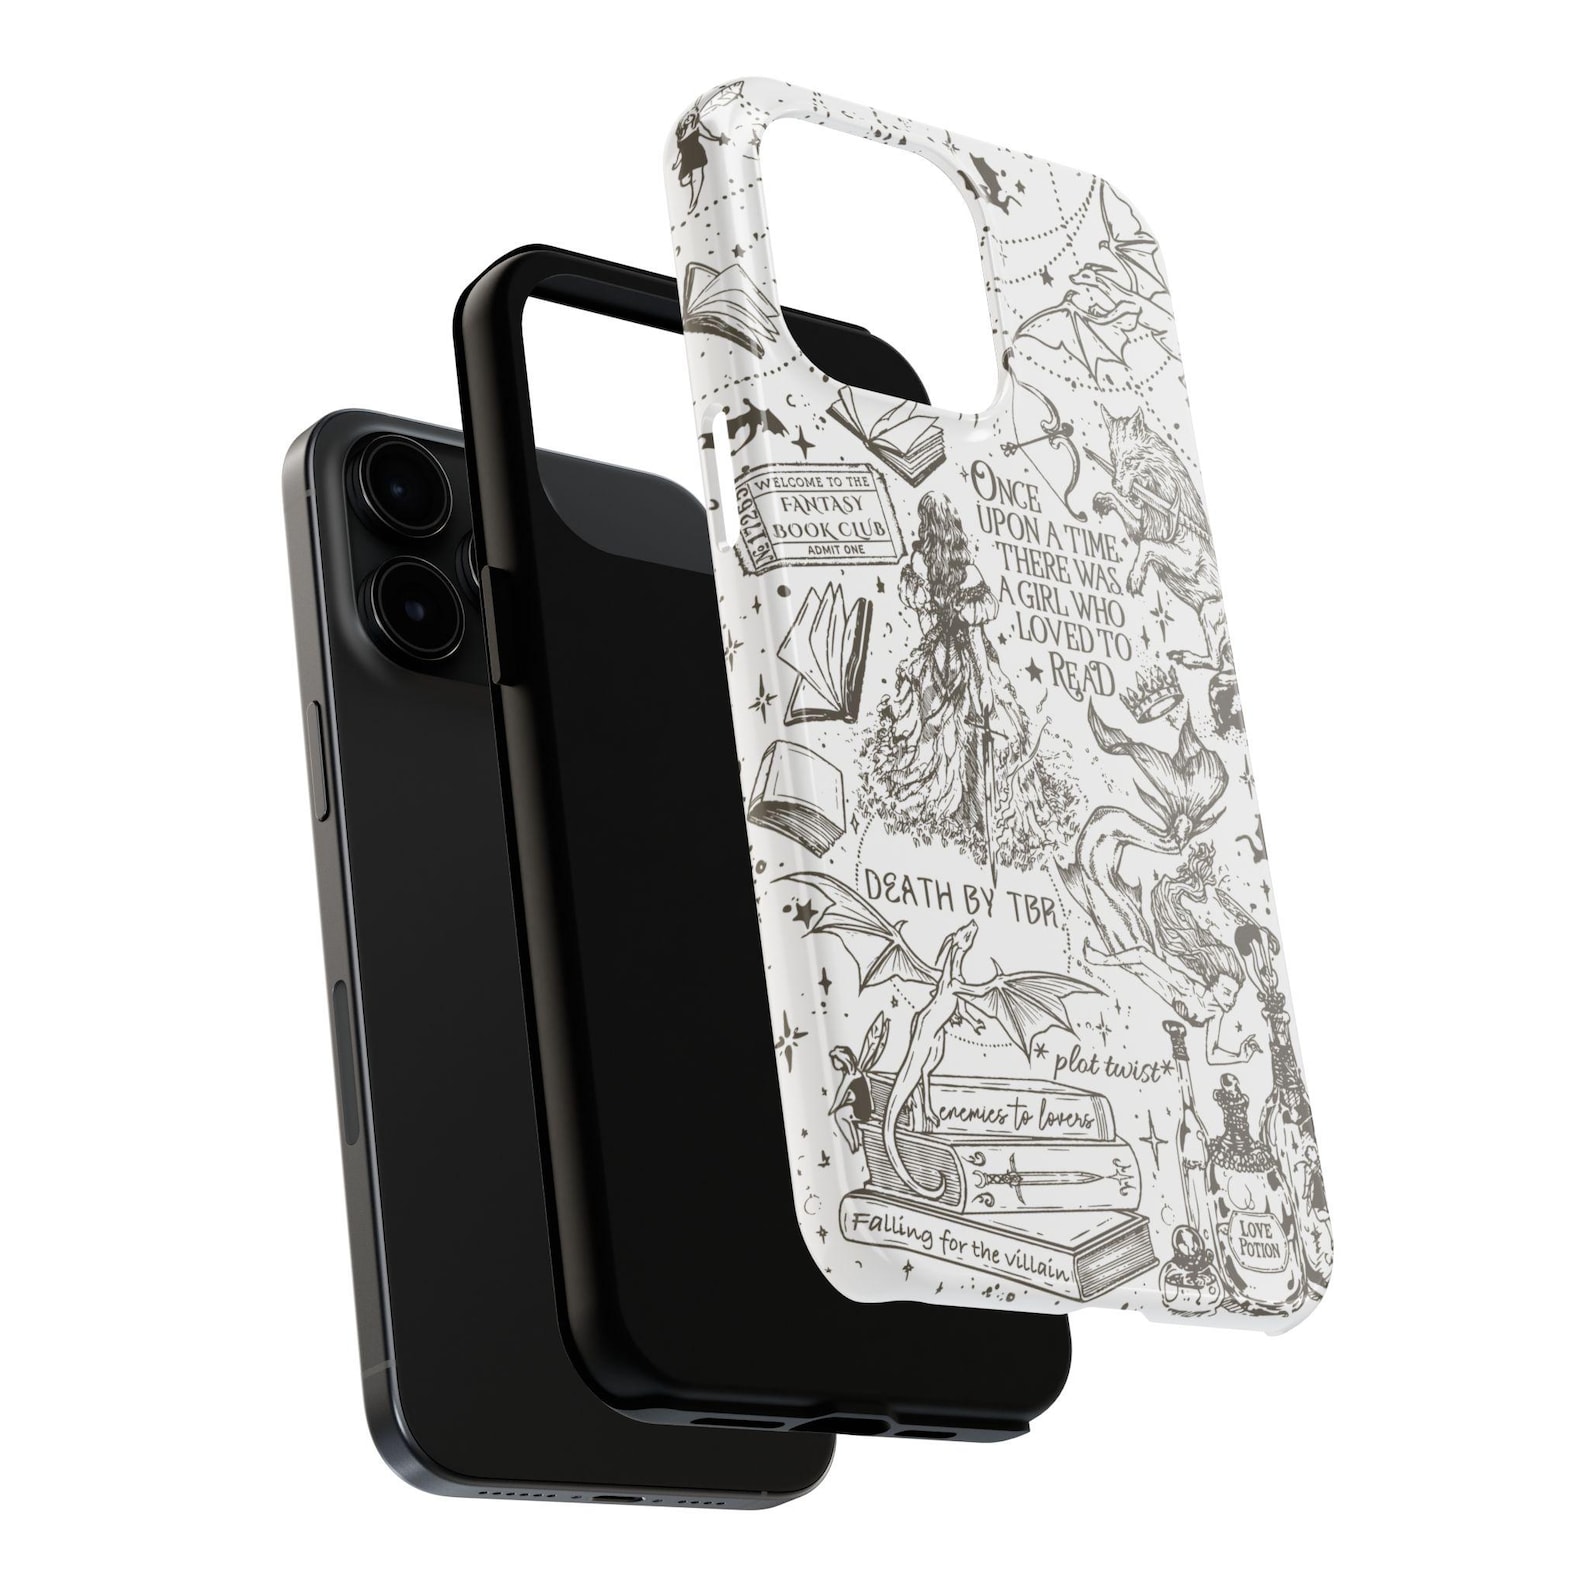 WELCOME TO THE
FANTASY
BOOK CLUB
ADMIT ONE
No 17265
ONCE
UPON A TIME
THERE WAS
A GIRL WHO
LOVED TO
READ
DEATH BY TBR
* plot twist*
enemies to lovers
Falling for the villain
LOVE
POTION